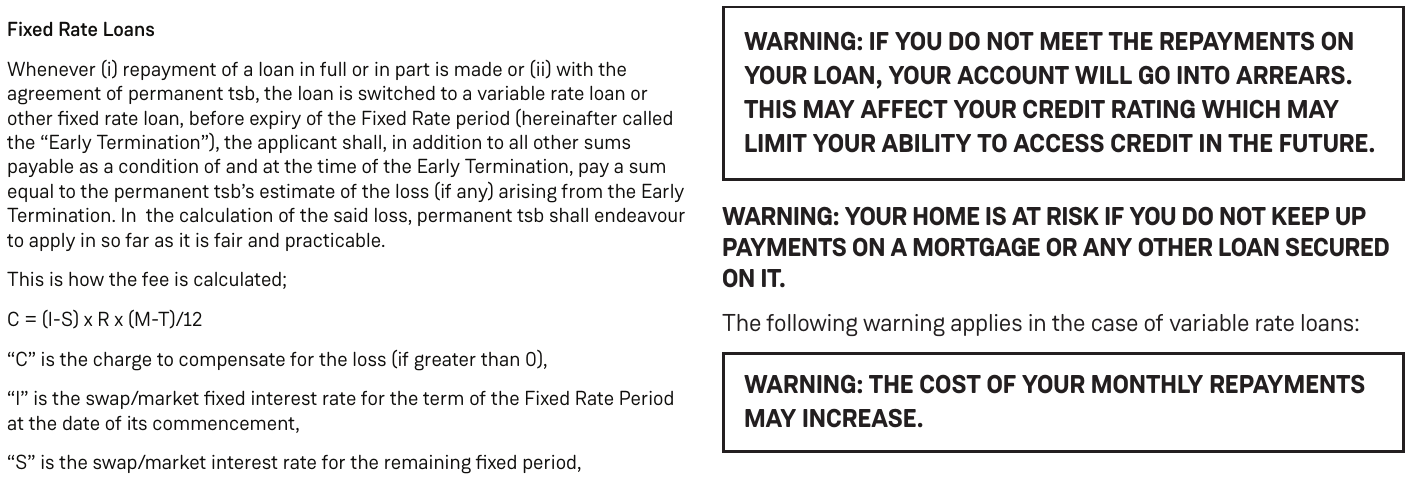 Fixed Rate Loans
Whenever (i) repayment of a loan in full or in part is made or (ii) with the
agreement of permanent tsb, the loan is switched to a variable rate loan or
other fixed rate loan, before expiry of the Fixed Rate period (hereinafter called
the “Early Termination”), the applicant shall, in addition to all other sums
payable as a condition of and at the time of the Early Termination, pay a sum
equal to the permanent tsb’s estimate of the loss (if any) arising from the Early
Termination. In  the calculation of the said loss, permanent tsb shall endeavour
to apply in so far as it is fair and practicable.
This is how the fee is calculated;
C = (I-S) x R x (M-T)/12
“C” is the charge to compensate for the loss (if greater than 0),
“I” is the swap/market fixed interest rate for the term of the Fixed Rate Period
at the date of its commencement,
“S” is the swap/market interest rate for the remaining fixed period,
WARNING: IF YOU DO NOT MEET THE REPAYMENTS ON
YOUR LOAN, YOUR ACCOUNT WILL GO INTO ARREARS.
THIS MAY AFFECT YOUR CREDIT RATING WHICH MAY
LIMIT YOUR ABILITY TO ACCESS CREDIT IN THE FUTURE.
WARNING: YOUR HOME IS AT RISK IF YOU DO NOT KEEP UP
PAYMENTS ON A MORTGAGE OR ANY OTHER LOAN SECURED
ON IT.
The following warning applies in the case of variable rate loans:
WARNING: THE COST OF YOUR MONTHLY REPAYMENTS
MAY INCREASE.